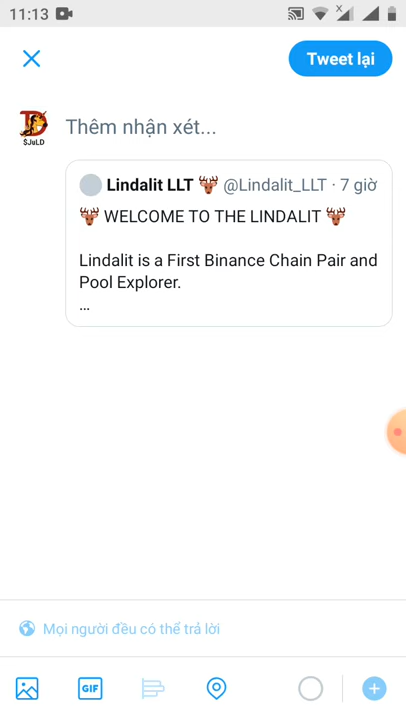 11:13
Tweet lại
$JuLD
Thêm nhận xét...
Lindalit LLT @Lindalit_LLT · 7 giờ
WELCOME TO THE LINDALIT
Lindalit is a First Binance Chain Pair and
Pool Explorer.
...
Mọi người đều có thể trả lời
GIF